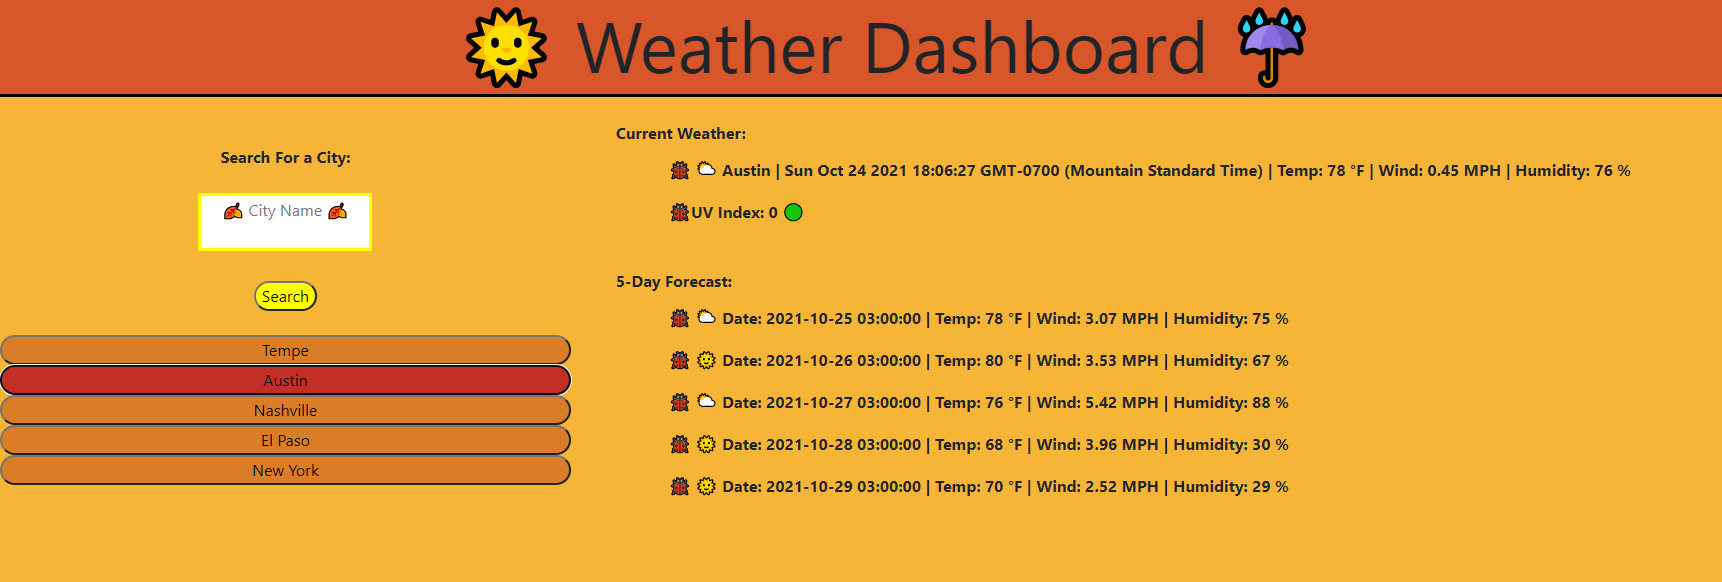 Weather Dashboard
Search For a City:
City Name
Search
Tempe
Austin
Nashville
El Paso
New York
Current Weather:
Austin | Sun Oct 24 2021 18:06:27 GMT-0700 (Mountain Standard Time) | Temp: 78 °F | Wind: 0.45 MPH | Humidity: 76 %
UV Index: 0
5-Day Forecast:
Date: 2021-10-25 03:00:00 | Temp: 78 °F | Wind: 3.07 MPH | Humidity: 75 %
Date: 2021-10-26 03:00:00 | Temp: 80 °F | Wind: 3.53 MPH | Humidity: 67 %
Date: 2021-10-27 03:00:00 | Temp: 76 °F | Wind: 5.42 MPH | Humidity: 88 %
Date: 2021-10-28 03:00:00 | Temp: 68 °F | Wind: 3.96 MPH | Humidity: 30 %
Date: 2021-10-29 03:00:00 | Temp: 70 °F | Wind: 2.52 MPH | Humidity: 29 %